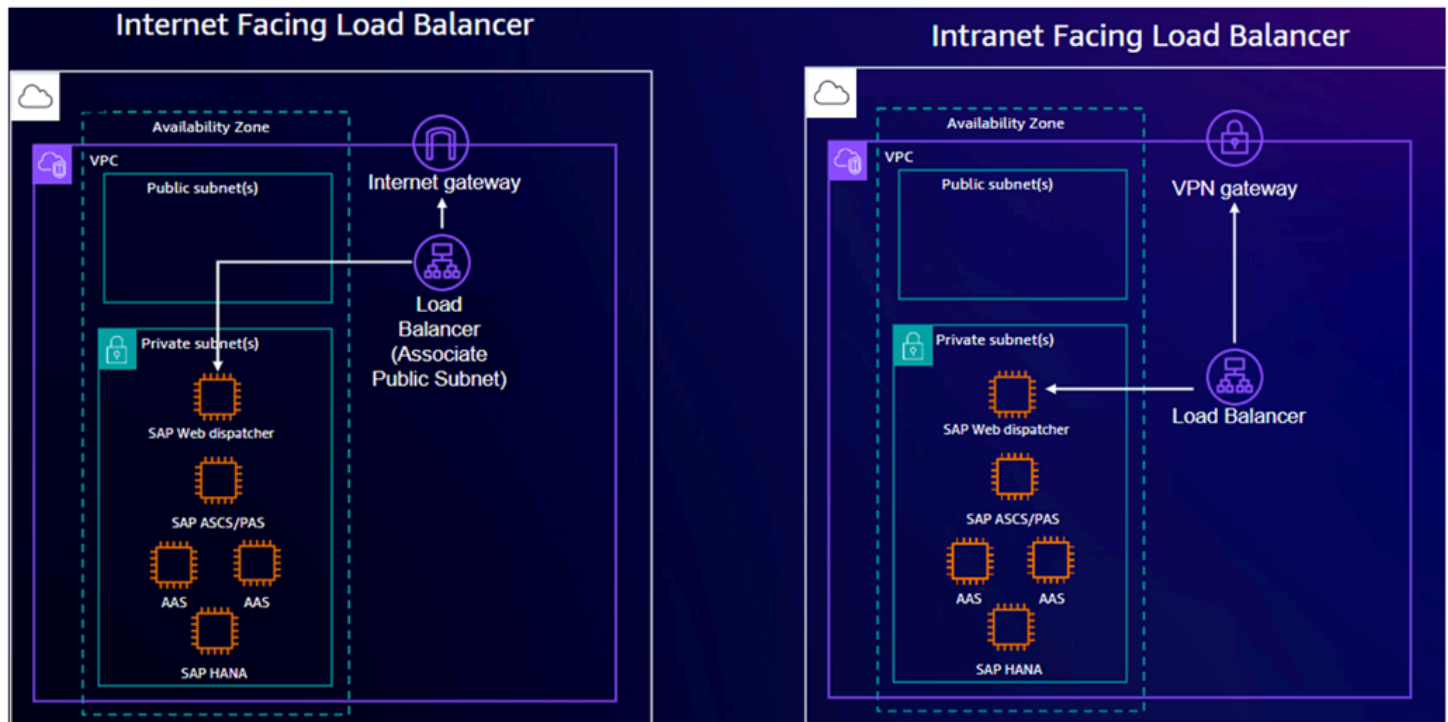 Internet Facing Load Balancer
Availability Zone
VPC
Public subnet(s)
Internet gateway
Load
Balancer
(Associate
Public Subnet)
Private subnet(s)
SAP Web dispatcher
SAP ASCS/PAS
AAS
AAS
SAP HANA
Intranet Facing Load Balancer
Availability Zone
VPC
Public subnet(s)
VPN gateway
Private subnet(s)
Load Balancer
SAP Web dispatcher
SAP ASCS/PAS
AAS
AAS
SAP HANA